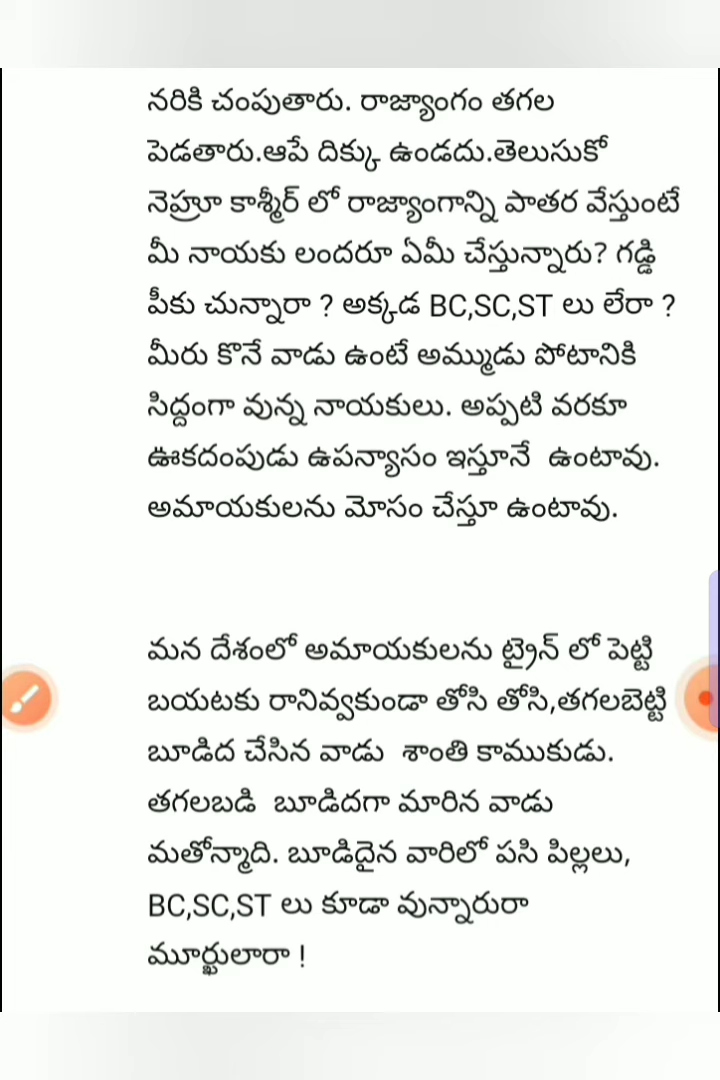 నరికి చంపుతారు. రాజ్యాంగం తగల
పెడతారు.ఆపే దిక్కు ఉండదు.తెలుసుకో
నెహ్రూ కాశ్మీర్ లో రాజ్యాంగాన్ని పాతర వేస్తుంటే
మీ నాయకు లందరూ ఏమీ చేస్తున్నారు? గడ్డి
పీకు చున్నారా ? అక్కడ BC,SC,ST లు లేరా ?
మీరు కొనే వాడు ఉంటే అమ్ముడు పోటానికి
సిద్దంగా వున్న నాయకులు. అప్పటి వరకూ
ఊకదంపుడు ఉపన్యాసం ఇస్తూనే ఉంటావు.
అమాయకులను మోసం చేస్తూ ఉంటావు.
మన దేశంలో అమాయకులను ట్రైన్ లో పెట్టి
బయటకు రానివ్వకుండా తోసి తోసి,తగలబెట్టి
బూడిద చేసిన వాడు శాంతి కాముకుడు.
తగలబడి బూడిదగా మారిన వాడు
మతోన్మాది. బూడిదైన వారిలో పసి పిల్లలు,
BC,SC,ST లు కూడా వున్నారురా
మూర్ఖులారా !